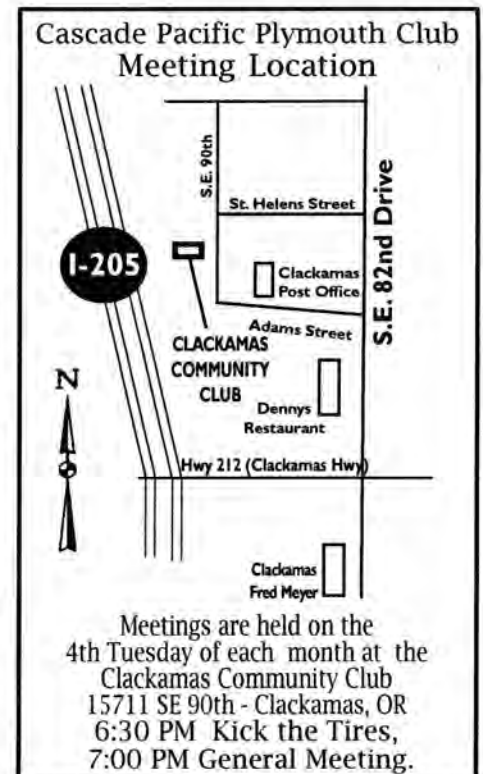 Cascade Pacific Plymouth Club
Meeting Location
S.E. 90th
St. Helens Street
S.E. 82nd Drive
I-205
Clackamas
Post Office
Adams Street
CLACKAMAS
COMMUNITY
CLUB
N
Dennys
Restaurant
Hwy 212 (Clackamas Hwy)
Clackamas
Fred Meyer
Meetings are held on the
4th Tuesday of each month at the
Clackamas Community Club
15711 SE 90th - Clackamas, OR
6:30 PM Kick the Tires,
7:00 PM General Meeting.